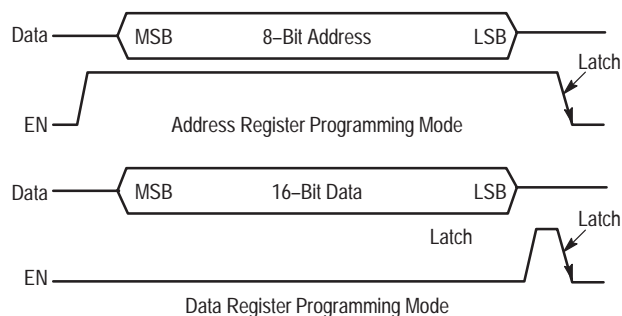 Data MSB 8–Bit Address LSB
Latch
EN Address Register Programming Mode
Data MSB 16–Bit Data LSB
Latch Latch
EN
Data Register Programming Mode